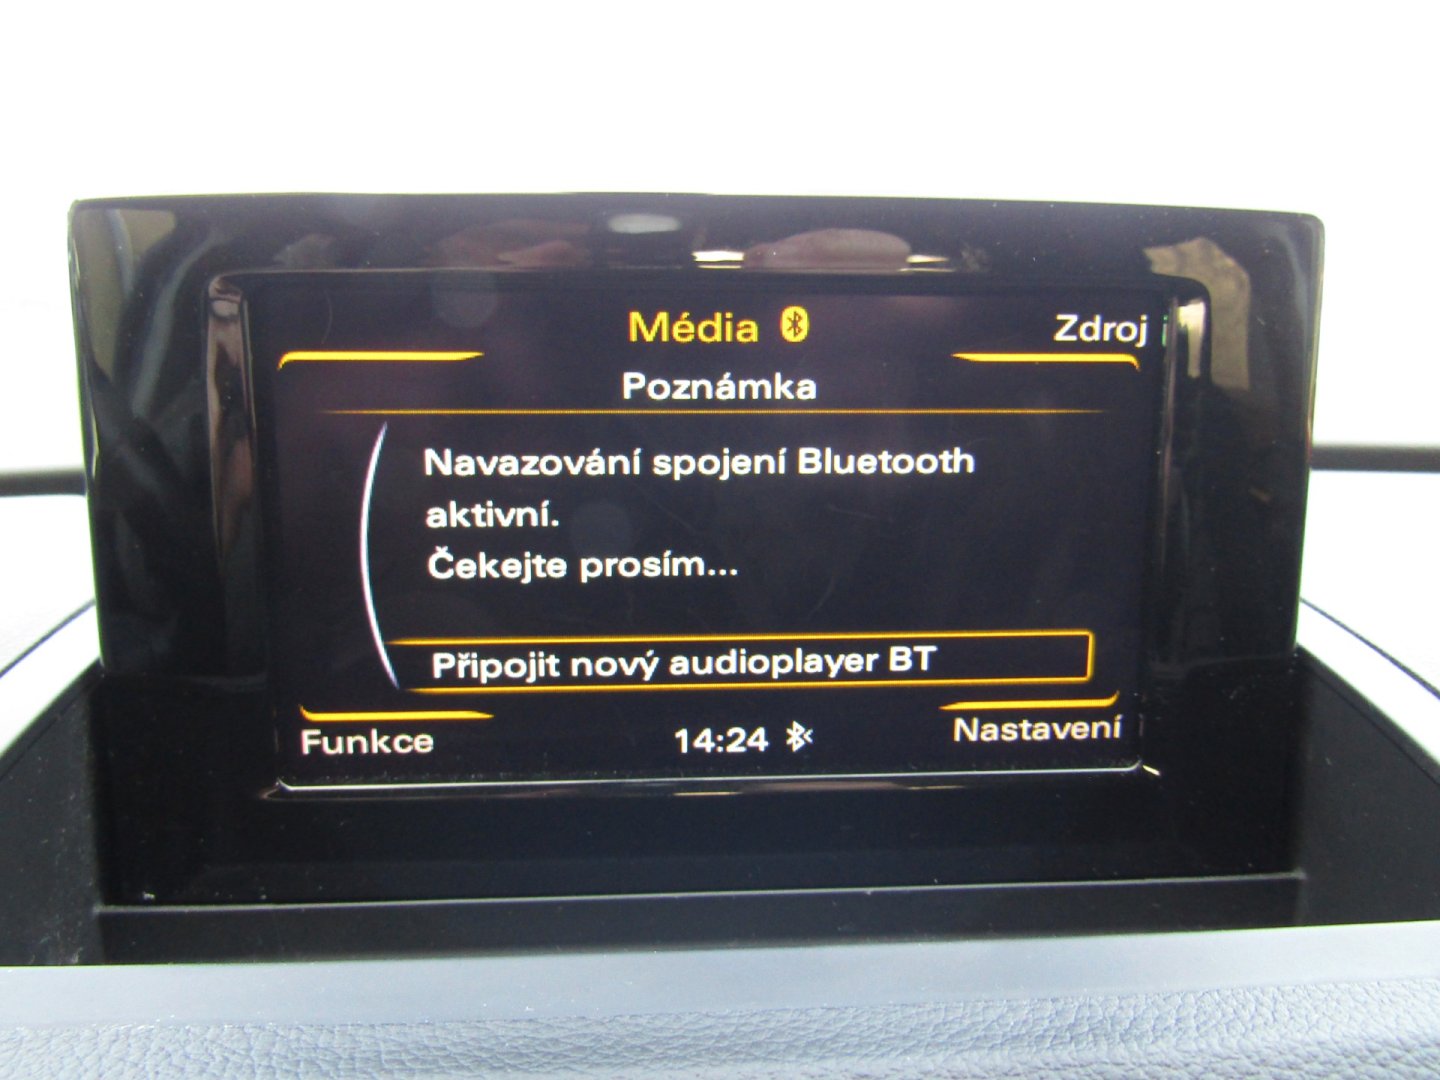 Média
Zdroj
Poznámka
Navazování spojení Bluetooth
aktivní.
Čekejte prosím...
Připojit nový audioplayer BT
Funkce
14:24
Nastavení